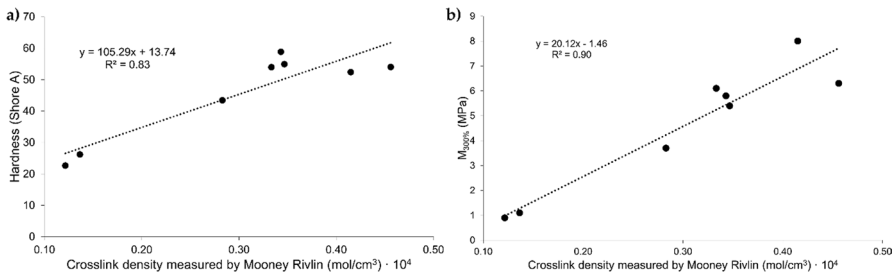 a)
y = 105.29x + 13.74
R² = 0.83
Hardness (Shore A)
70
60
50
40
30
20
10
0
0.10
0.20
0.30
0.40
0.50
Crosslink density measured by Mooney Rivlin (mol/cm³) · 10⁴
b)
y = 20.12x - 1.46
R² = 0.90
M300% (MPa)
9
8
7
6
5
4
3
2
1
0
0.10
0.20
0.30
0.40
0.50
Crosslink density measured by Mooney Rivlin (mol/cm³) · 10⁴